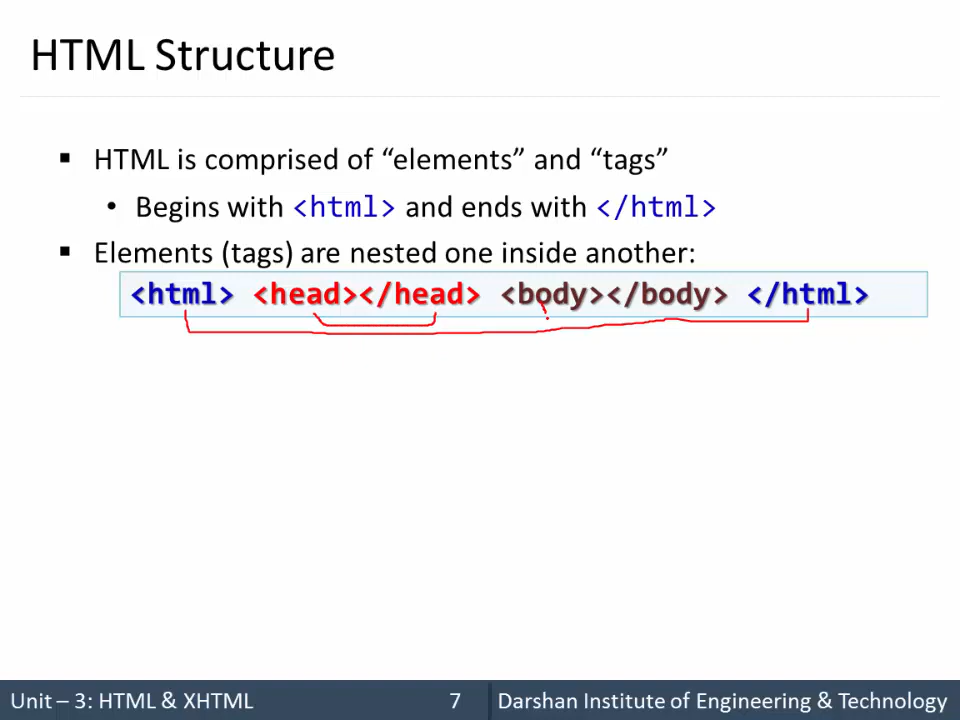 HTML Structure
▪ HTML is comprised of “elements” and “tags”
• Begins with <html> and ends with </html>
▪ Elements (tags) are nested one inside another:
<html> <head></head> <body></body> </html>
Unit – 3: HTML & XHTML 7 Darshan Institute of Engineering & Technology